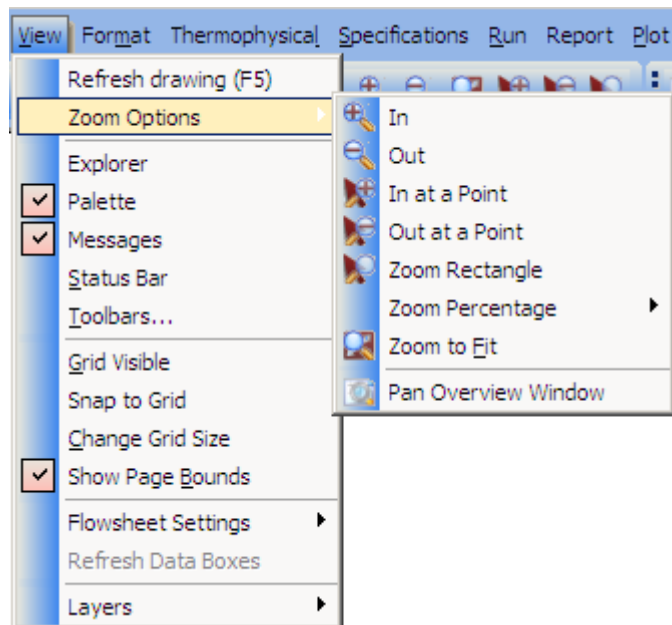 View Format Thermophysical Specifications Run Report Plot
Refresh drawing (F5)
Zoom Options
Explorer
Palette
Messages
Status Bar
Toolbars...
Grid Visible
Snap to Grid
Change Grid Size
Show Page Bounds
Flowsheet Settings
Refresh Data Boxes
Layers
In
Out
In at a Point
Out at a Point
Zoom Rectangle
Zoom Percentage
Zoom to Fit
Pan Overview Window